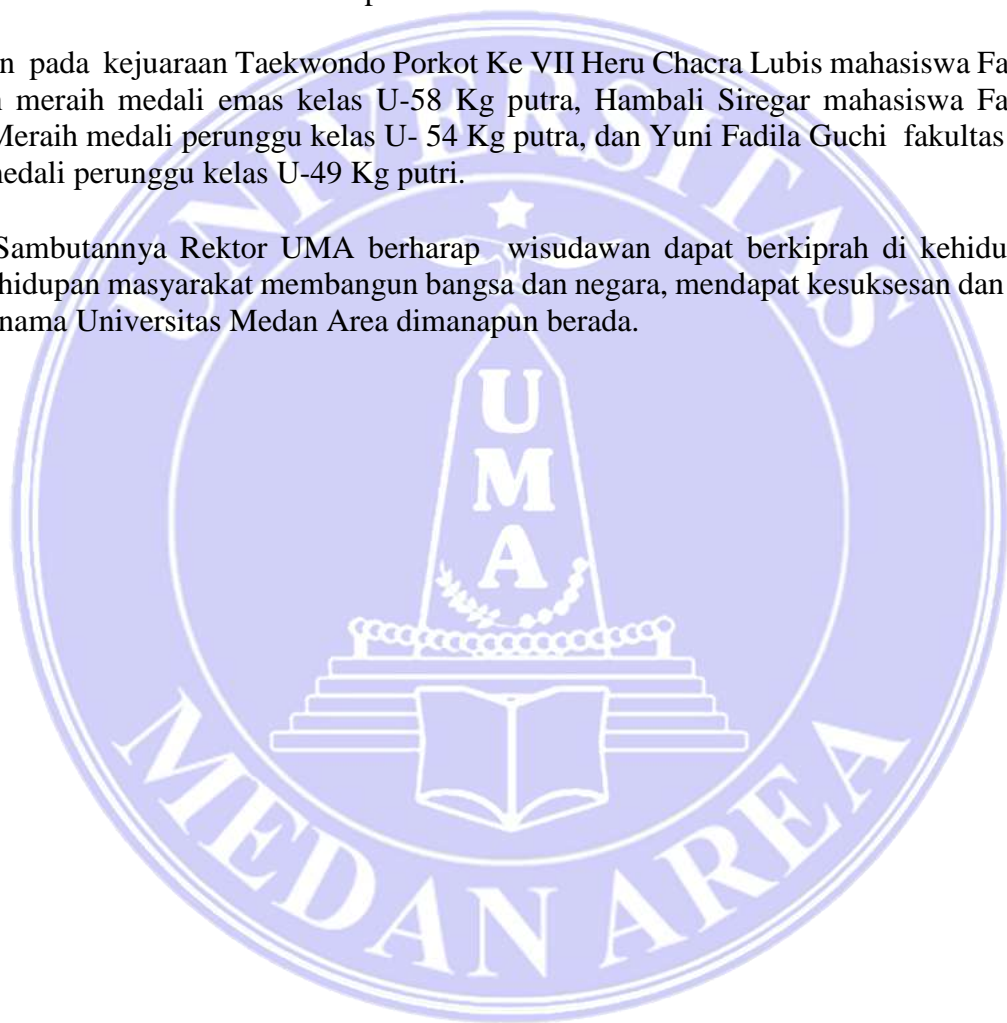 n pada kejuaraan Taekwondo Porkot Ke VII Heru Chacra Lubis mahasiswa Fa
meraih medali emas kelas U-58 Kg putra, Hambali Siregar mahasiswa Fa
Meraih medali perunggu kelas U- 54 Kg putra, dan Yuni Fadila Guchi fakultas
medali perunggu kelas U-49 Kg putri.
Sambutannya Rektor UMA berharap wisudawan dapat berkiprah di kehidu
hidupan masyarakat membangun bangsa dan negara, mendapat kesuksesan dan
nama Universitas Medan Area dimanapun berada.
UNIVERSITAS
U
M
A
MEDAN AREA